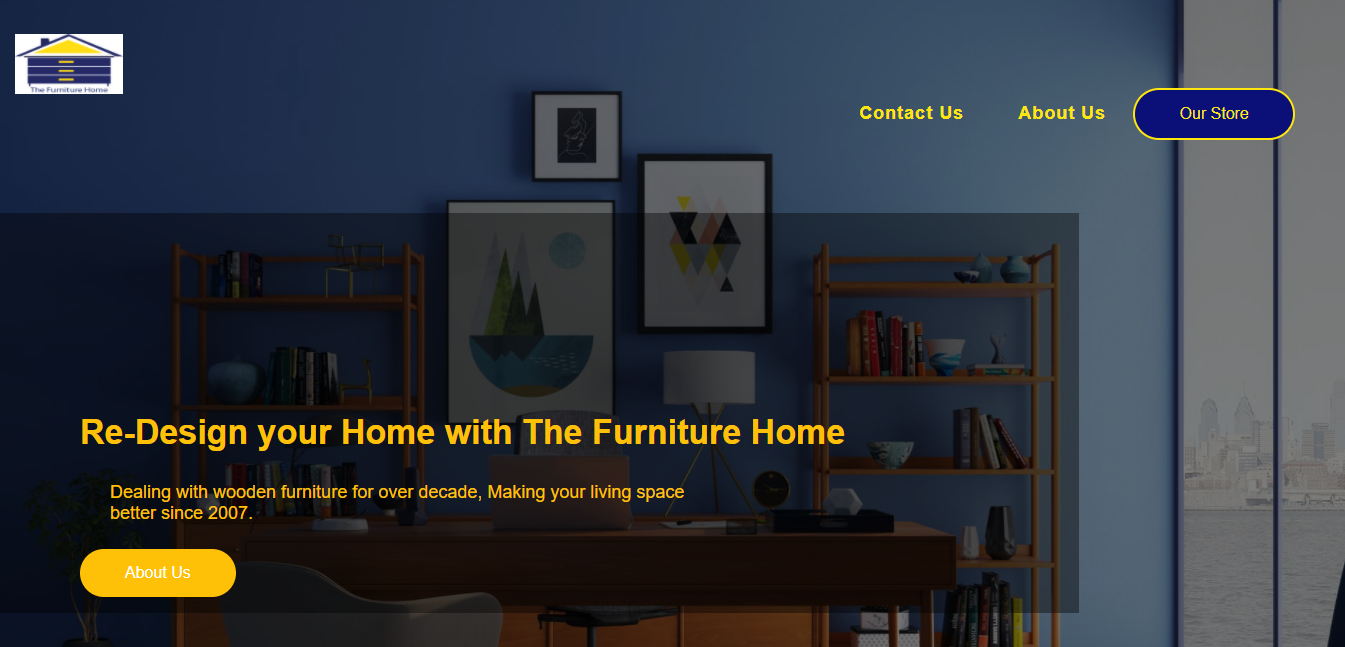 The Furniture Home
Contact Us
About Us
Our Store
Re-Design your Home with The Furniture Home
Dealing with wooden furniture for over decade, Making your living space
better since 2007.
About Us